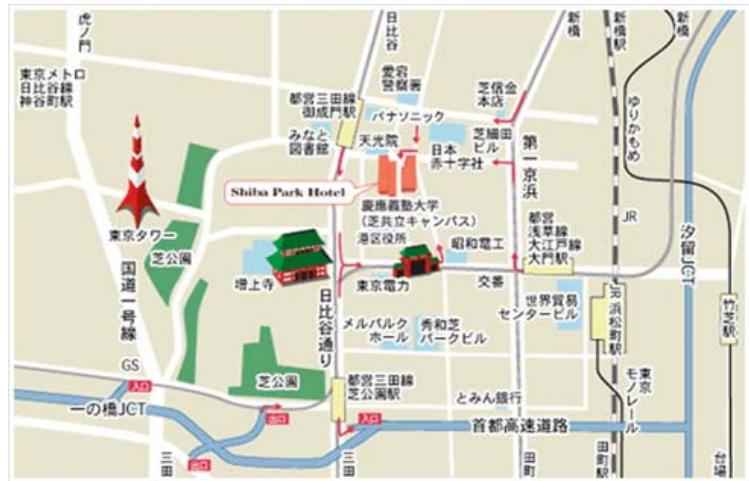 虎ノ門
日比谷
新橋
新橋駅
新橋
東京メトロ
日比谷線
神谷町駅
愛宕
警察署
芝信金
本店
都営三田線
御成門駅
パナソニック
ゆりかもめ
みなと
図書館
天光院
芝細田
ビル
第一京浜
日本
赤十字社
Shiba Park Hotel
慶應義塾大学
(芝共立キャンパス)
港区役所
東京タワー
芝公園
JR
都営
浅草線
大江戸線
大門駅
汐留JCT
昭和電工
国道一号線
増上寺
東京電力
交番
日比谷通り
世界貿易
センタービル
JR浜松町駅
竹芝駅
メルパルク
ホール
秀和芝
パークビル
GS
芝公園
都営三田線
芝公園駅
東京
モノレール
入口
とみん銀行
一の橋JCT
出口
入口
首都高速道路
出口
三田
三田
田町
田町駅
台場